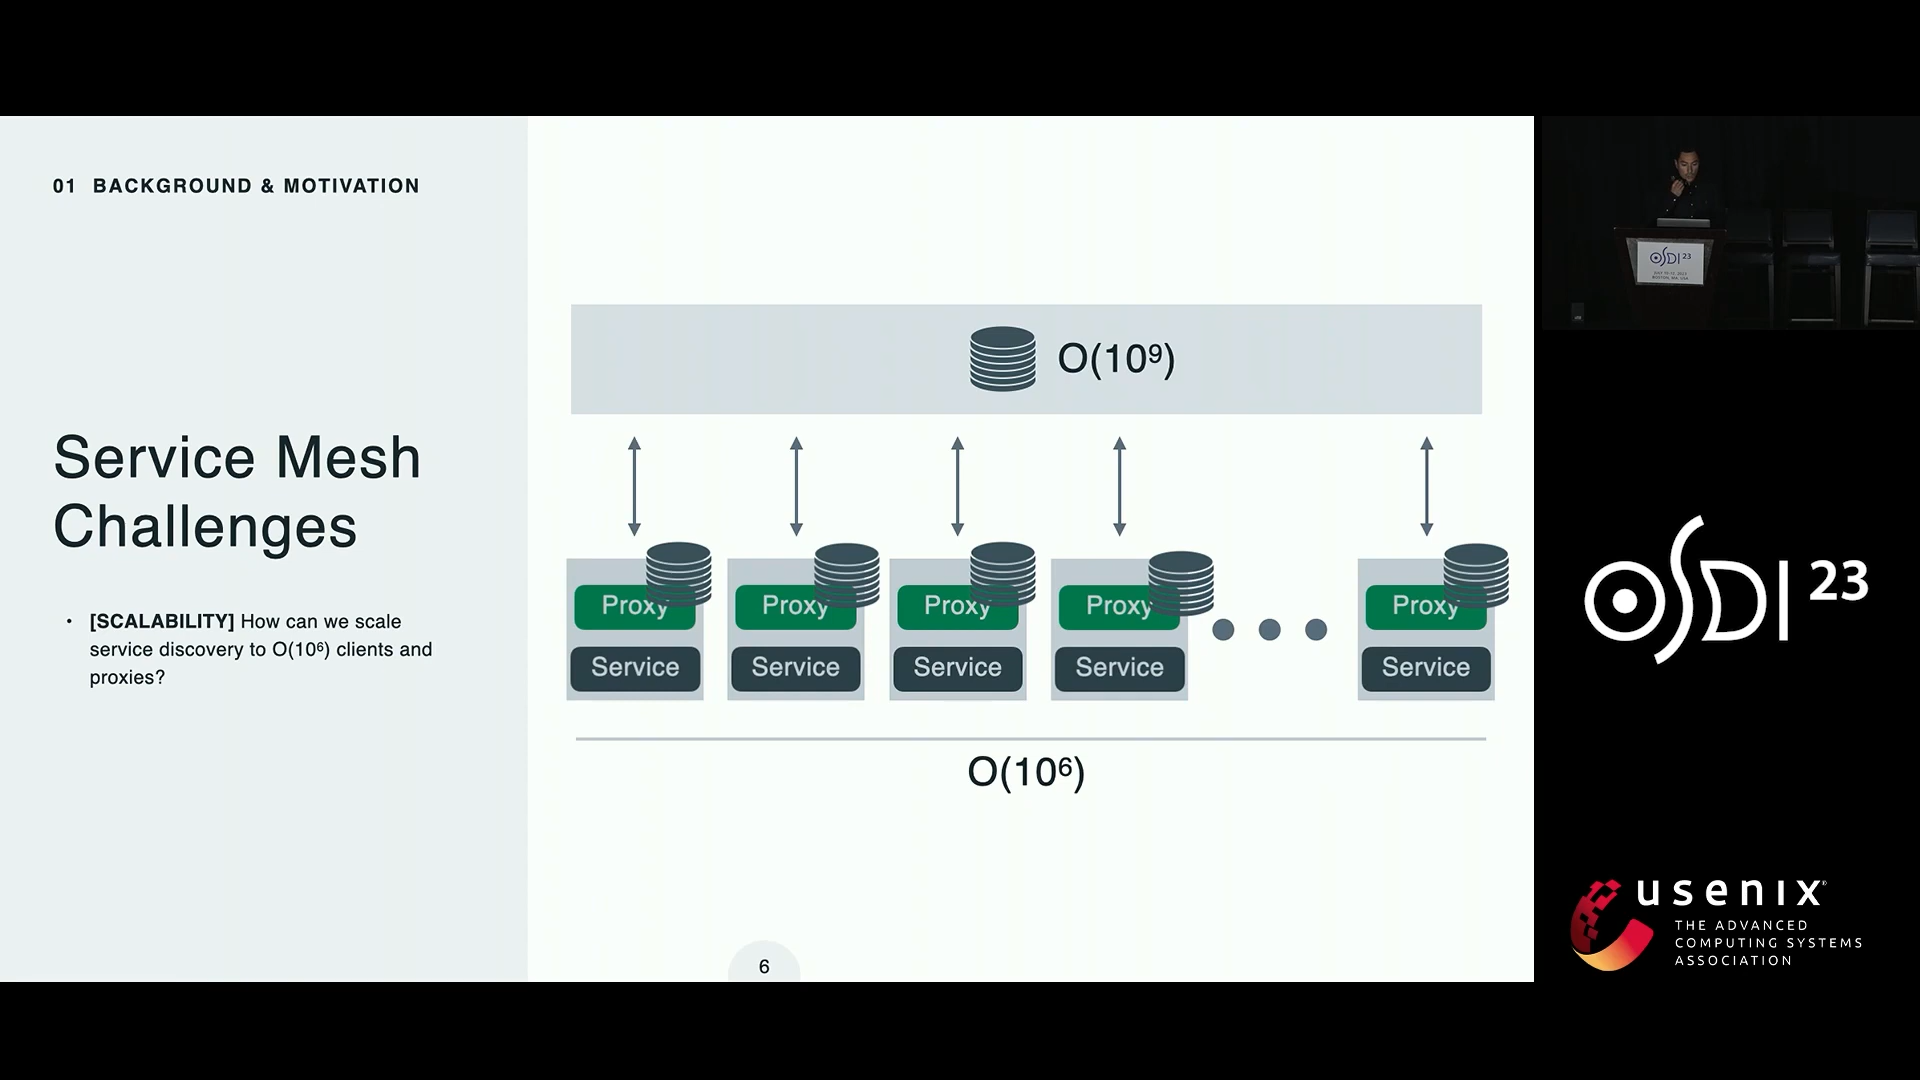 01 BACKGROUND & MOTIVATION
Service Mesh
Challenges
• [SCALABILITY] How can we scale
service discovery to O(10⁶) clients and
proxies?
O(10⁹)
Proxy Proxy Proxy Proxy Proxy
Service Service Service Service Service
O(10⁶)
6
OSDI 23
OSDI 23
usenix®
THE ADVANCED
COMPUTING SYSTEMS
ASSOCIATION